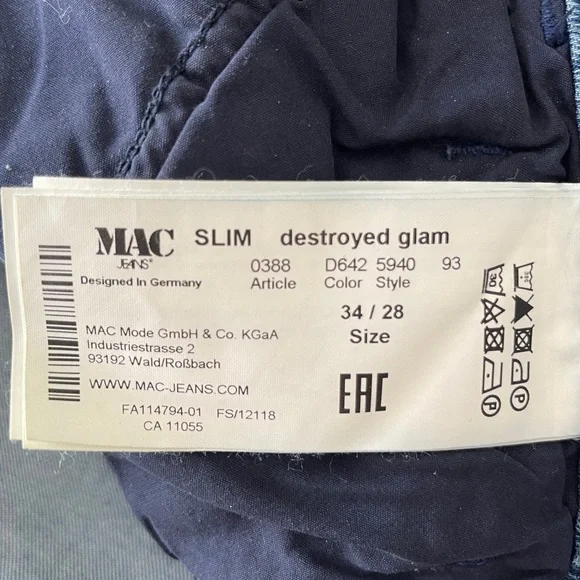 MAC
JEANS®
SLIM destroyed glam
0388 D642 5940 93
Article Color Style
Designed In Germany
34 / 28
Size
MAC Mode GmbH & Co. KGaA
Industriestrasse 2
93192 Wald/Roßbach
WWW.MAC-JEANS.COM
FA114794-01 FS/12118
CA 11055
EAC
30